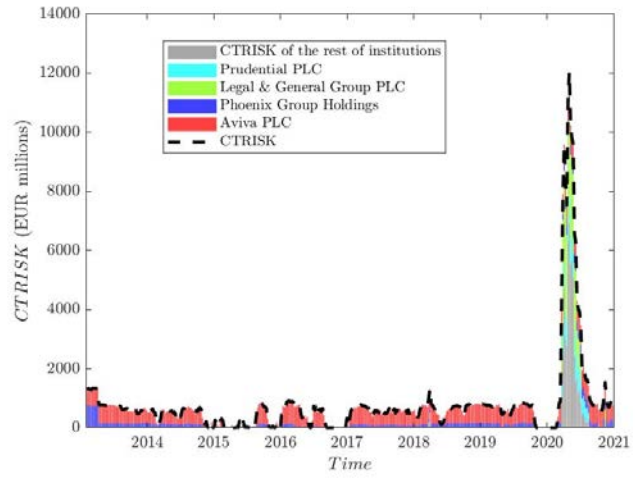 14000
12000
10000
8000
6000
4000
2000
0
CTRISK (EUR millions)
CTRISK of the rest of institutions
Prudential PLC
Legal & General Group PLC
Phoenix Group Holdings
Aviva PLC
CTRISK
2014 2015 2016 2017 2018 2019 2020 2021
Time